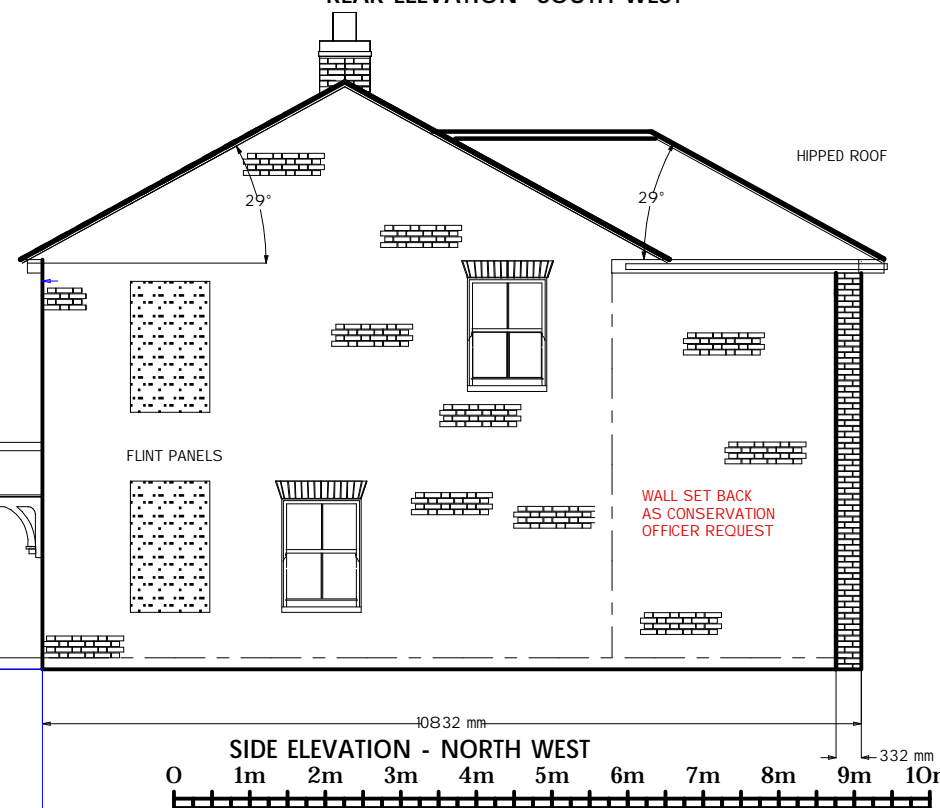 REAR ELEVATION - SOUTH WEST
HIPPED ROOF
29°
29°
FLINT PANELS
WALL SET BACK
AS CONSERVATION
OFFICER REQUEST
10832 mm
SIDE ELEVATION - NORTH WEST
332 mm
0 1m 2m 3m 4m 5m 6m 7m 8m 9m 10m